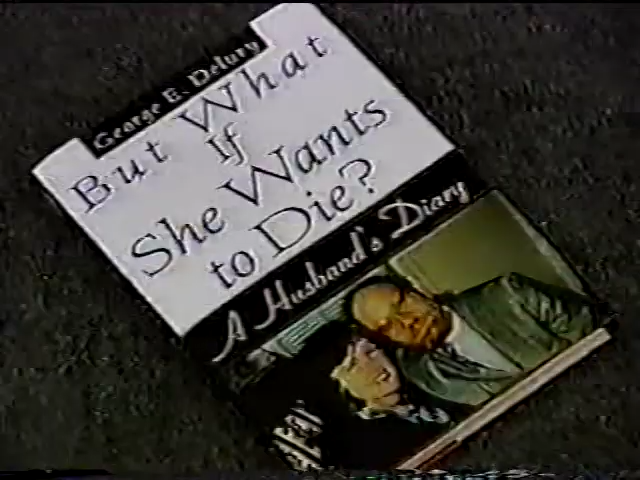 George E. Delury
But What
If
She Wants
to Die?
A Husband's Diary